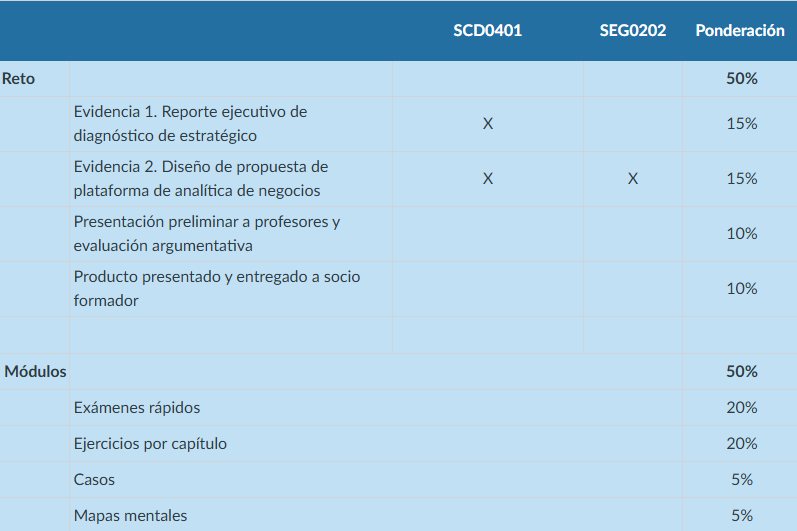 SCD0401 SEG0202 Ponderación
Reto 50%
Evidencia 1. Reporte ejecutivo de
diagnóstico de estratégico X 15%
Evidencia 2. Diseño de propuesta de
plataforma de analítica de negocios X X 15%
Presentación preliminar a profesores y
evaluación argumentativa 10%
Producto presentado y entregado a socio
formador 10%
Módulos 50%
Exámenes rápidos 20%
Ejercicios por capítulo 20%
Casos 5%
Mapas mentales 5%